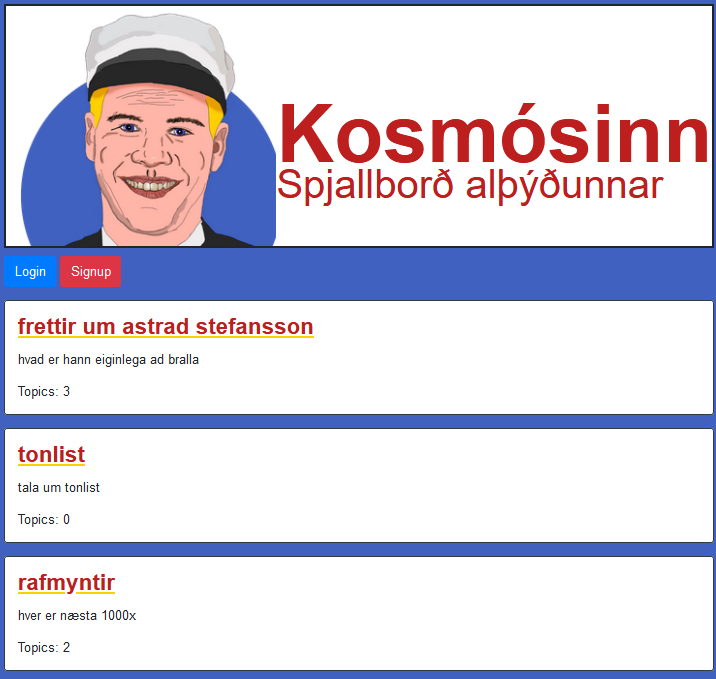 Kosmósinn
Spjallborð alþýðunnar
Login Signup
frettir um astrad stefansson
hvad er hann eiginlega ad bralla
Topics: 3
tonlist
tala um tonlist
Topics: 0
rafmyntir
hver er næsta 1000x
Topics: 2